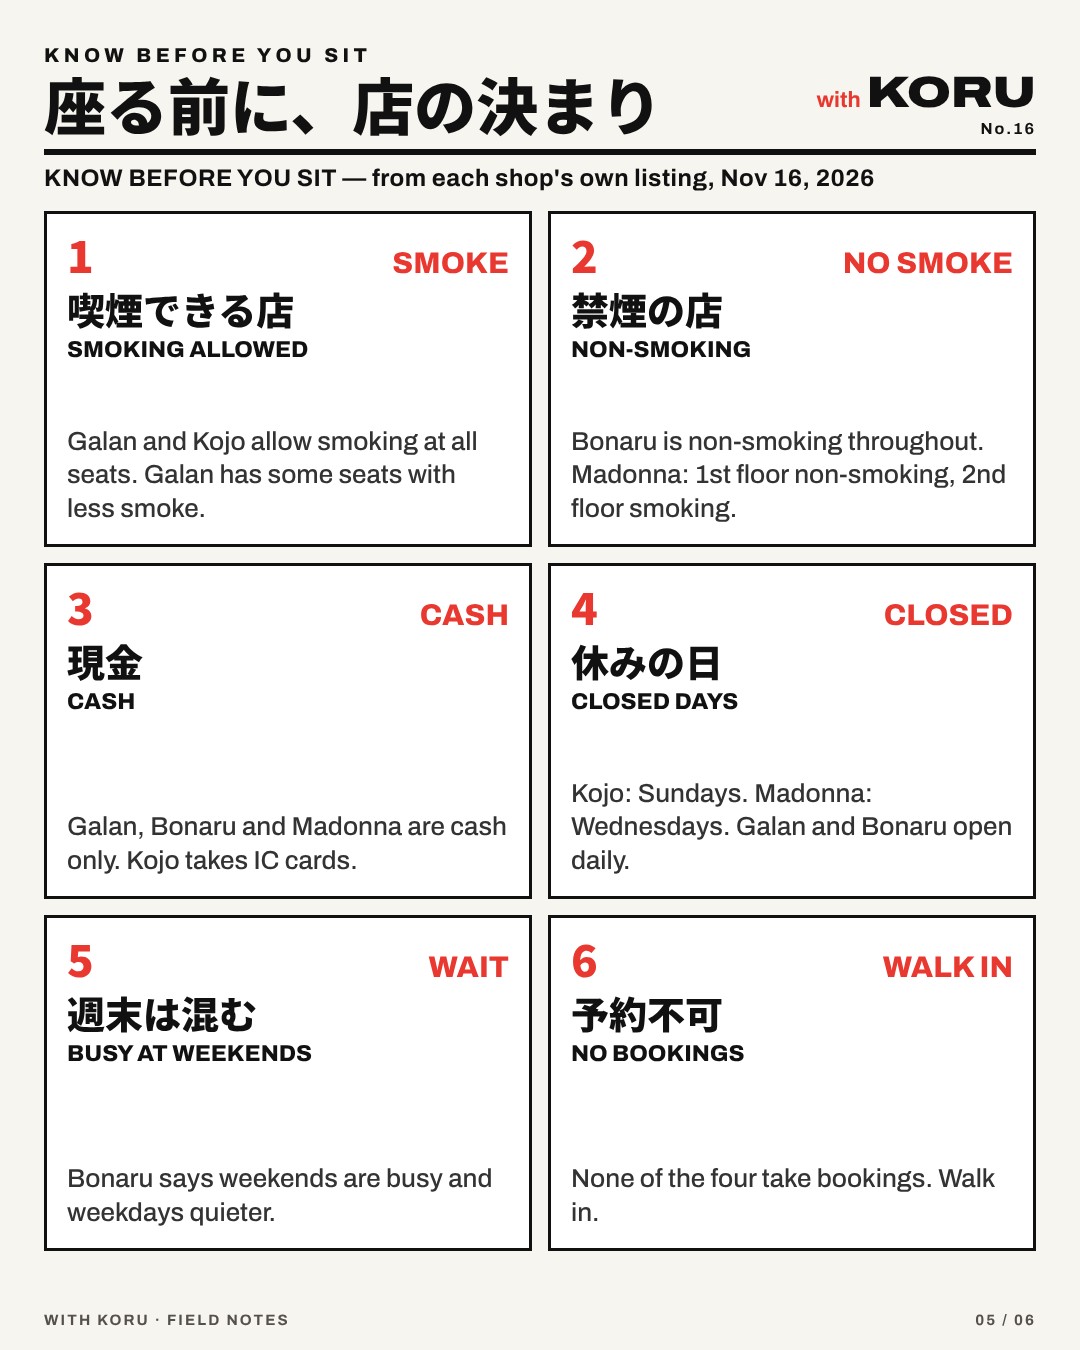 KNOW BEFORE YOU SIT
座る前に、店の決まり
with KORU
No.16
KNOW BEFORE YOU SIT — from each shop's own listing, Nov 16, 2026
1
SMOKE
喫煙できる店
SMOKING ALLOWED
Galan and Kojo allow smoking at all
seats. Galan has some seats with
less smoke.
2
NO SMOKE
禁煙の店
NON-SMOKING
Bonaru is non-smoking throughout.
Madonna: 1st floor non-smoking, 2nd
floor smoking.
3
CASH
現金
CASH
Galan, Bonaru and Madonna are cash
only. Kojo takes IC cards.
4
CLOSED
休みの日
CLOSED DAYS
Kojo: Sundays. Madonna:
Wednesdays. Galan and Bonaru open
daily.
5
WAIT
週末は混む
BUSY AT WEEKENDS
Bonaru says weekends are busy and
weekdays quieter.
6
WALK IN
予約不可
NO BOOKINGS
None of the four take bookings. Walk
in.
WITH KORU · FIELD NOTES
05 / 06